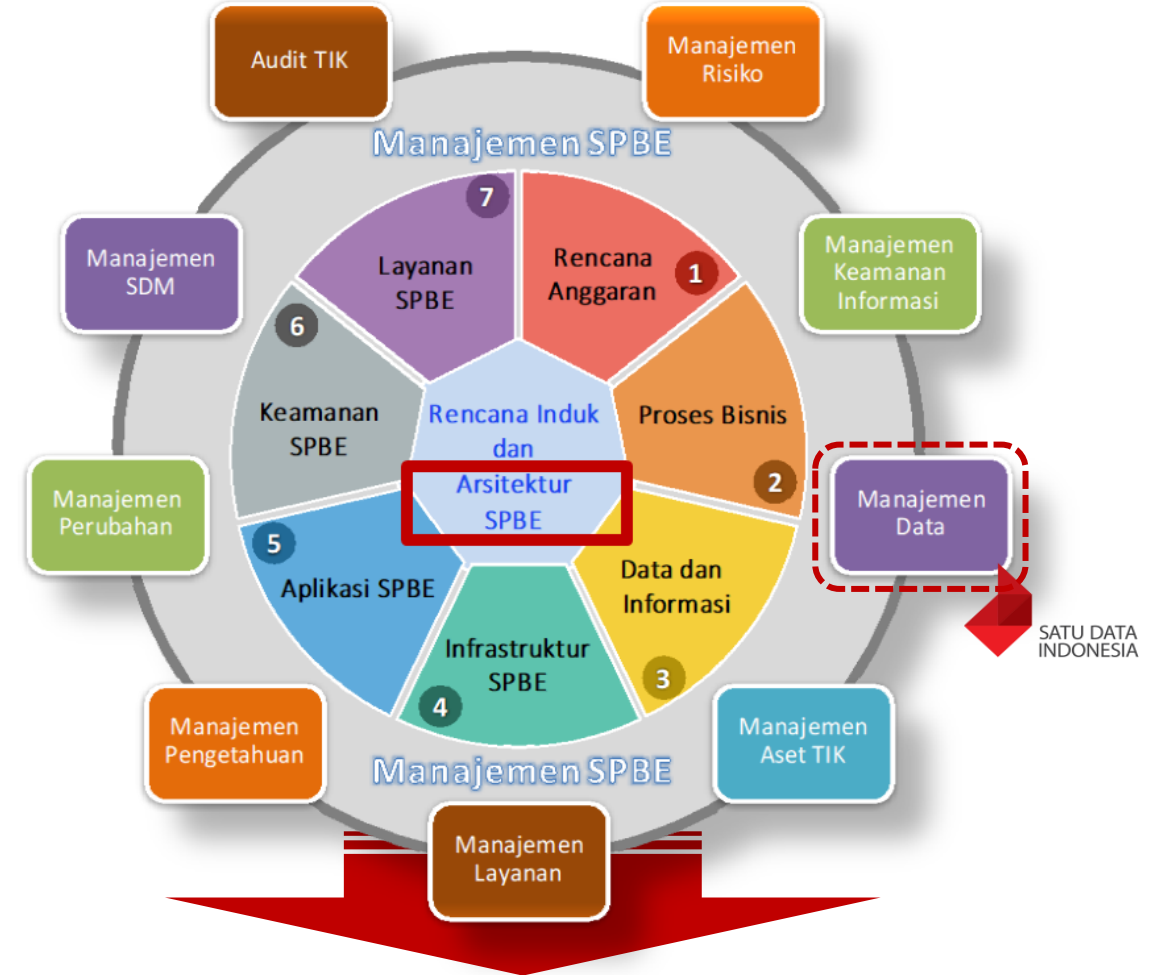 Audit TIK
Manajemen
Risiko
Manajemen SPBE
Manajemen
SDM
Manajemen
Keamanan
Informasi
7
Layanan
SPBE
Rencana
Anggaran
1
6
Keamanan
SPBE
Rencana Induk
dan
Arsitektur
SPBE
Proses Bisnis
2
Manajemen
Perubahan
Manajemen
Data
5
Aplikasi SPBE
Data dan
Informasi
3
Infrastruktur
SPBE
4
SATU DATA
INDONESIA
Manajemen
Pengetahuan
Manajemen
Aset TIK
Manajemen SPBE
Manajemen
Layanan